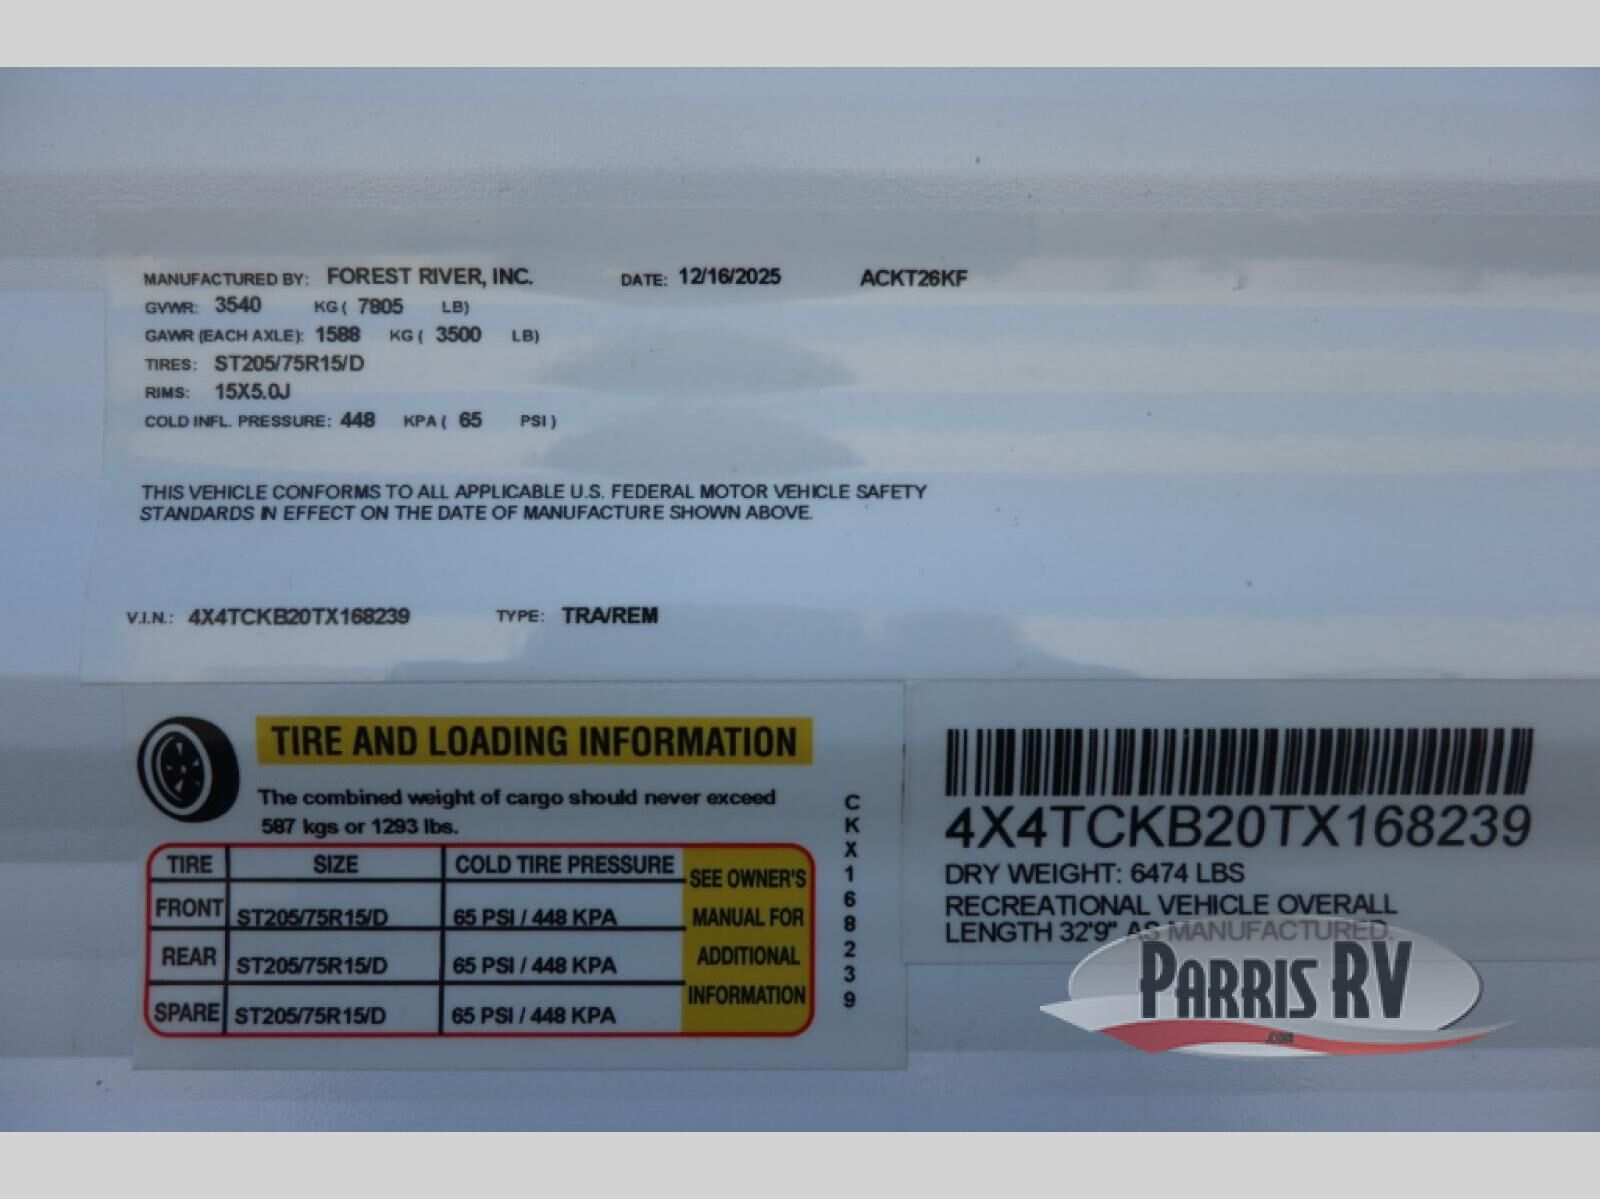 MANUFACTURED BY: FOREST RIVER, INC. DATE: 12/16/2025 ACKT26KF
GVWR: 3540 KG ( 7805 LB)
GAWR (EACH AXLE): 1588 KG ( 3500 LB)
TIRES: ST205/75R15/D
RIMS: 15X5.0J
COLD INFL. PRESSURE: 448 KPA ( 65 PSI )
THIS VEHICLE CONFORMS TO ALL APPLICABLE U.S. FEDERAL MOTOR VEHICLE SAFETY
STANDARDS IN EFFECT ON THE DATE OF MANUFACTURE SHOWN ABOVE.
V.I.N.: 4X4TCKB20TX168239 TYPE: TRA/REM
TIRE AND LOADING INFORMATION
The combined weight of cargo should never exceed
587 kgs or 1293 lbs.
TIRE SIZE COLD TIRE PRESSURE
FRONT ST205/75R15/D 65 PSI / 448 KPA
REAR ST205/75R15/D 65 PSI / 448 KPA
SPARE ST205/75R15/D 65 PSI / 448 KPA
SEE OWNER'S
MANUAL FOR
ADDITIONAL
INFORMATION
CKX168239
4X4TCKB20TX168239
DRY WEIGHT: 6474 LBS
RECREATIONAL VEHICLE OVERALL
LENGTH 32'9" AS MANUFACTURED.
PARRIS RV
.COM